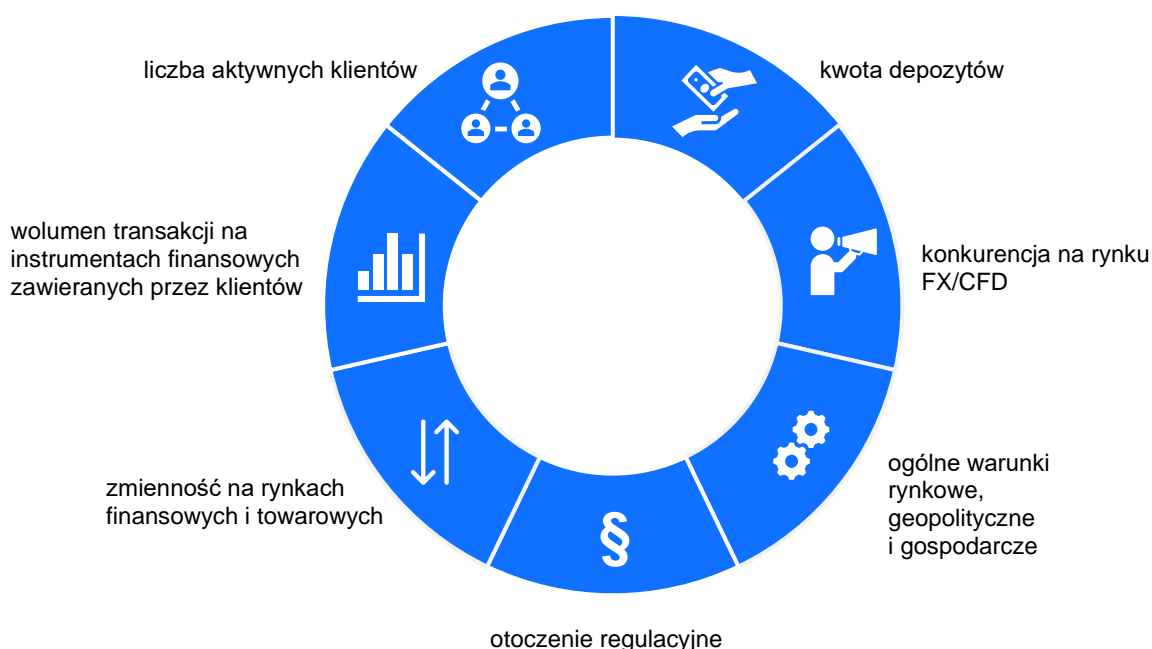 liczba aktywnych klientów
kwota depozytów
wolumen transakcji na
instrumentach finansowych
zawieranych przez klientów
konkurencja na rynku
FX/CFD
zmienność na rynkach
finansowych i towarowych
ogólne warunki
rynkowe,
geopolityczne
i gospodarcze
§
otoczenie regulacyjne